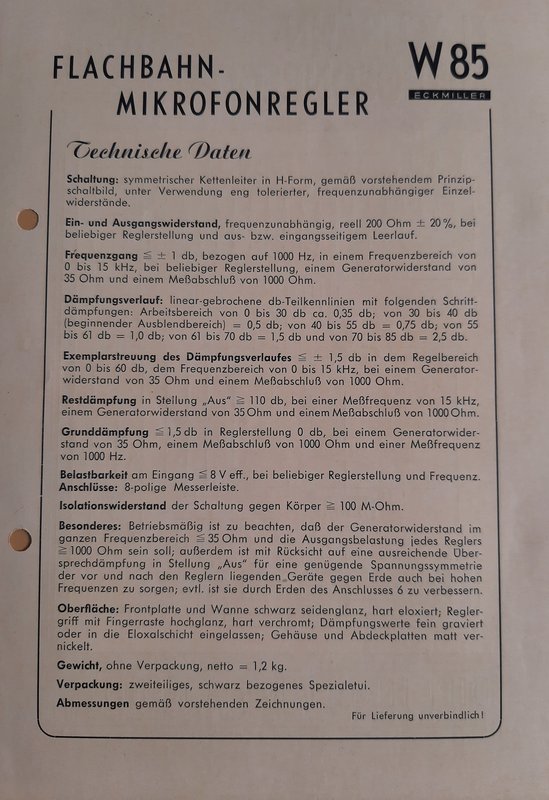 FLACHBAHN-
MIKROFONREGLER
W 85
ECKMILLER
Technische Daten
Schaltung: symmetrischer Kettenleiter in H-Form, gemäß vorstehendem Prinzip-
schaltbild, unter Verwendung eng tolerierter, frequenzunabhängiger Einzel-
widerstände.
Ein- und Ausgangswiderstand, frequenzunabhängig, reell 200 Ohm ± 20%, bei
beliebiger Reglerstellung und aus- bzw. eingangsseitigem Leerlauf.
Frequenzgang ≦ ± 1 db, bezogen auf 1000 Hz, in einem Frequenzbereich von
0 bis 15 kHz, bei beliebiger Reglerstellung, einem Generatorwiderstand von
35 Ohm und einem Meßabschluß von 1000 Ohm.
Dämpfungsverlauf: linear-gebrochene db-Teilkennlinien mit folgenden Schritt-
dämpfungen: Arbeitsbereich von 0 bis 30 db ca. 0,35 db; von 30 bis 40 db
(beginnender Ausblendbereich) = 0,5 db; von 40 bis 55 db = 0,75 db; von 55
bis 61 db = 1,0 db; von 61 bis 70 db = 1,5 db und von 70 bis 85 db = 2,5 db.
Exemplarstreuung des Dämpfungsverlaufes ≦ ± 1,5 db in dem Regelbereich
von 0 bis 60 db, dem Frequenzbereich von 0 bis 15 kHz, bei einem Generator-
widerstand von 35 Ohm und einem Meßabschluß von 1000 Ohm.
Restdämpfung in Stellung „Aus" ≧ 110 db, bei einer Meßfrequenz von 15 kHz,
einem Generatorwiderstand von 35 Ohm und einem Meßabschluß von 1000 Ohm.
Grunddämpfung ≦ 1,5 db in Reglerstellung 0 db, bei einem Generatorwider-
stand von 35 Ohm, einem Meßabschluß von 1000 Ohm und einer Meßfrequenz
von 1000 Hz.
Belastbarkeit am Eingang ≦ 8 V eff., bei beliebiger Reglerstellung und Frequenz.
Anschlüsse: 8-polige Messerleiste.
Isolationswiderstand der Schaltung gegen Körper ≧ 100 M-Ohm.
Besonderes: Betriebsmäßig ist zu beachten, daß der Generatorwiderstand im
ganzen Frequenzbereich ≦ 35 Ohm und die Ausgangsbelastung jedes Reglers
≧ 1000 Ohm sein soll; außerdem ist mit Rücksicht auf eine ausreichende Über-
sprechdämpfung in Stellung „Aus" für eine genügende Spannungssymmetrie
der vor und nach den Reglern liegenden Geräte gegen Erde auch bei hohen
Frequenzen zu sorgen; evtl. ist sie durch Erden des Anschlusses 6 zu verbessern.
Oberfläche: Frontplatte und Wanne schwarz seidenglanz, hart eloxiert; Regler-
griff mit Fingerraste hochglanz, hart verchromt; Dämpfungswerte fein graviert
oder in die Eloxalschicht eingelassen; Gehäuse und Abdeckplatten matt ver-
nickelt.
Gewicht, ohne Verpackung, netto = 1,2 kg.
Verpackung: zweiteiliges, schwarz bezogenes Spezialetui.
Abmessungen gemäß vorstehenden Zeichnungen.
Für Lieferung unverbindlich!